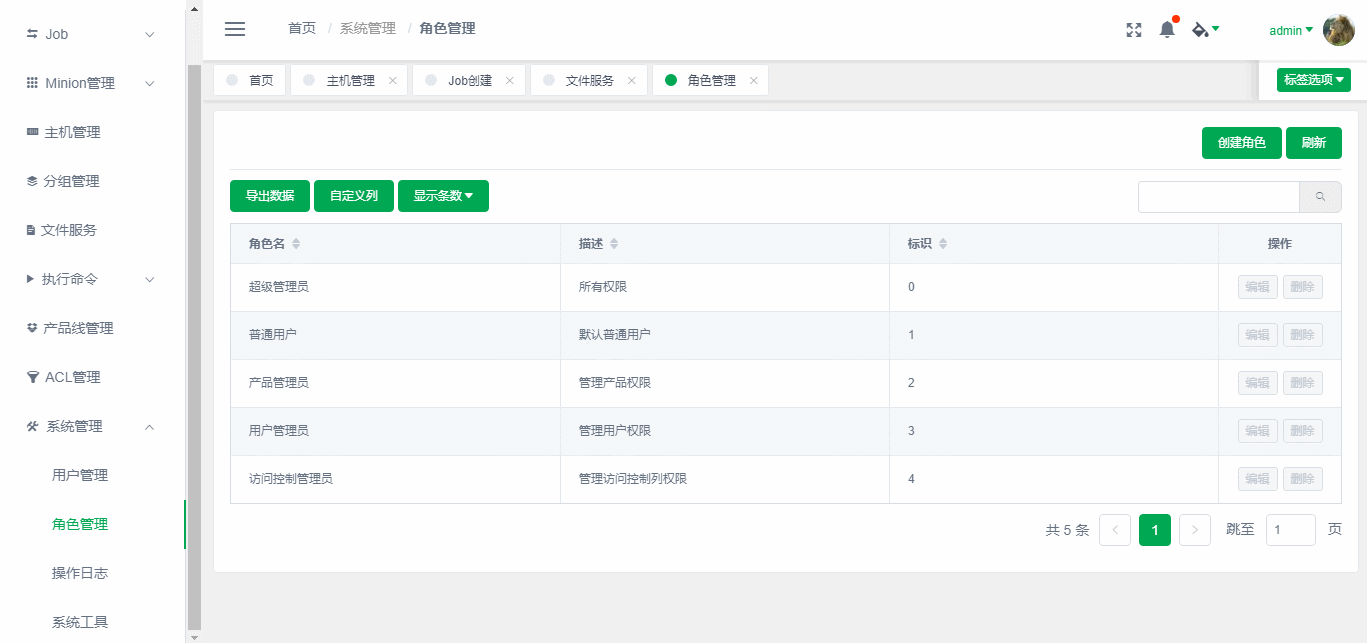 Job
Minion管理
主机管理
分组管理
文件服务
执行命令
产品线管理
ACL管理
系统管理
用户管理
角色管理
操作日志
系统工具
首页 / 系统管理 / 角色管理
admin
首页 主机管理 Job创建 文件服务 角色管理
标签选项
创建角色 刷新
导出数据 自定义列 显示条数
角色名 描述 标识 操作
超级管理员 所有权限 0 编辑 删除
普通用户 默认普通用户 1 编辑 删除
产品管理员 管理产品权限 2 编辑 删除
用户管理员 管理用户权限 3 编辑 删除
访问控制管理员 管理访问控制列权限 4 编辑 删除
共 5 条 1 跳至 1 页